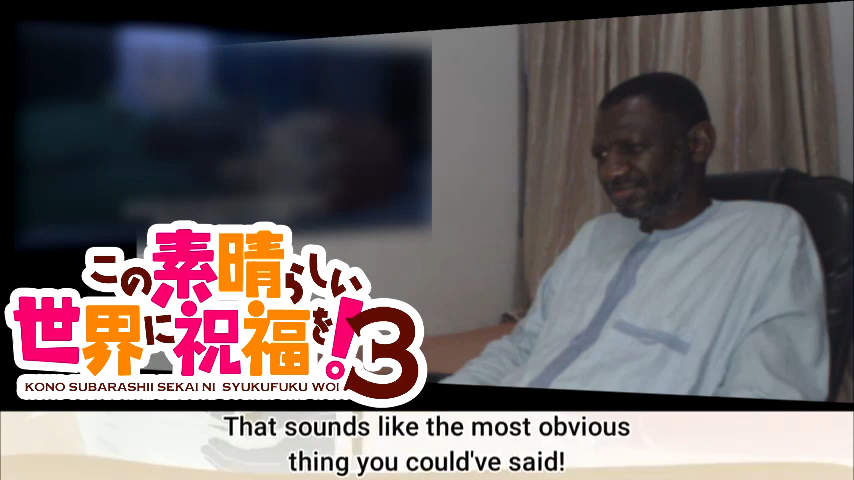 この素晴らしい
世界に祝福を!3
KONO SUBARASHII SEKAI NI SYUKUFUKU WO!
That sounds like the most obvious
thing you could've said!